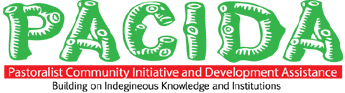 PACIDA
Pastoralist Community Initiative and Development Assistance
Building on Indegineous Knowledge and Institutions